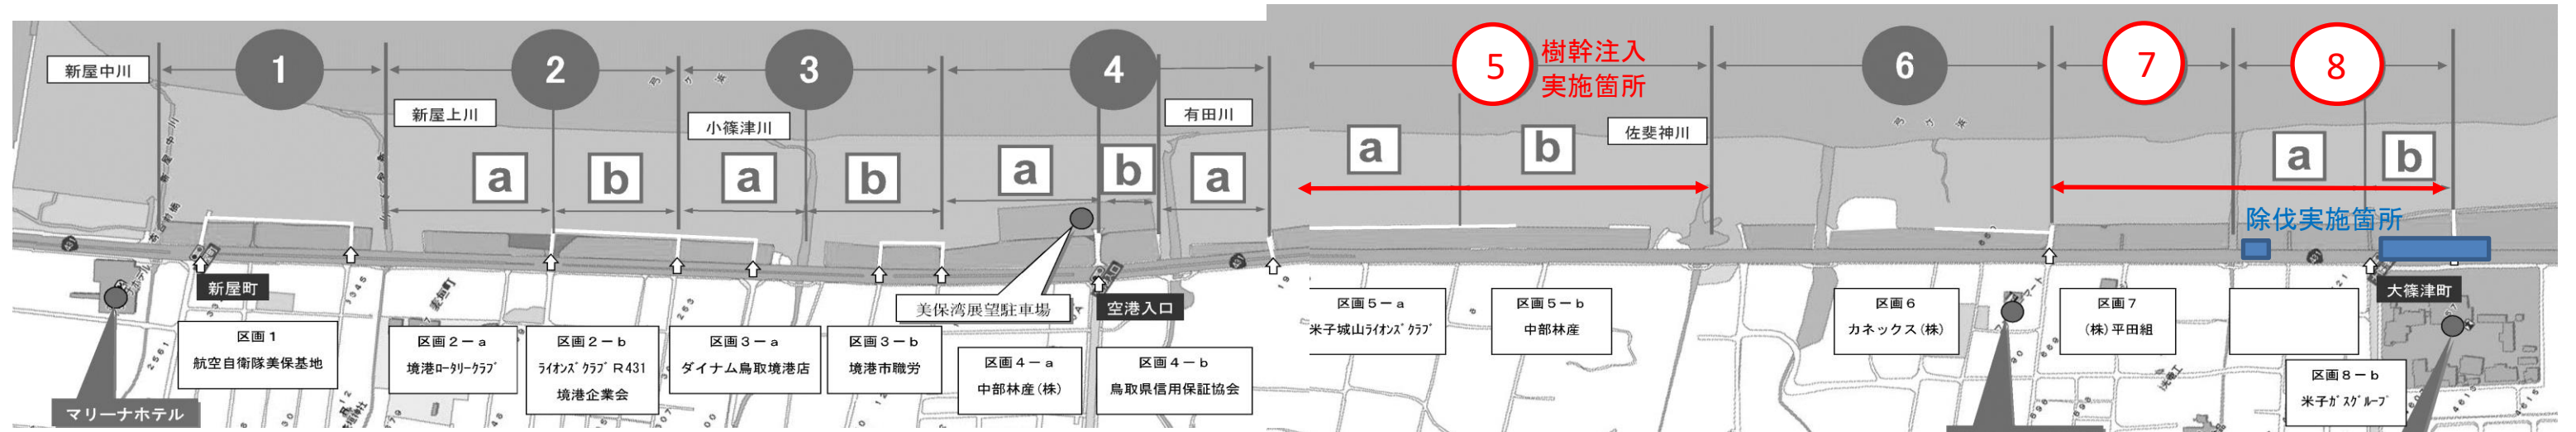 1
2
3
4
5
6
7
8
樹幹注入
実施箇所
新屋中川
新屋上川
小篠津川
有田川
佐斐神川
a
b
a
b
a
b
a
a
b
a
b
除伐実施箇所
新屋町
美保湾展望駐車場
空港入口
大篠津町
マリーナホテル
区画1
航空自衛隊美保基地
区画2-a
境港ﾛｰﾀﾘｰｸﾗﾌﾞ
区画2-b
ﾗｲｵﾝｽﾞｸﾗﾌﾞR431
境港企業会
区画3-a
ダイナム鳥取境港店
区画3-b
境港市職労
区画4-a
中部林産(株)
区画4-b
鳥取県信用保証協会
区画5-a
米子城山ﾗｲｵﾝｽﾞｸﾗﾌﾞ
区画5-b
中部林産
区画6
カネックス(株)
区画7
(株)平田組
区画8-b
米子ｶﾞｽｸﾞﾙｰﾌﾟ